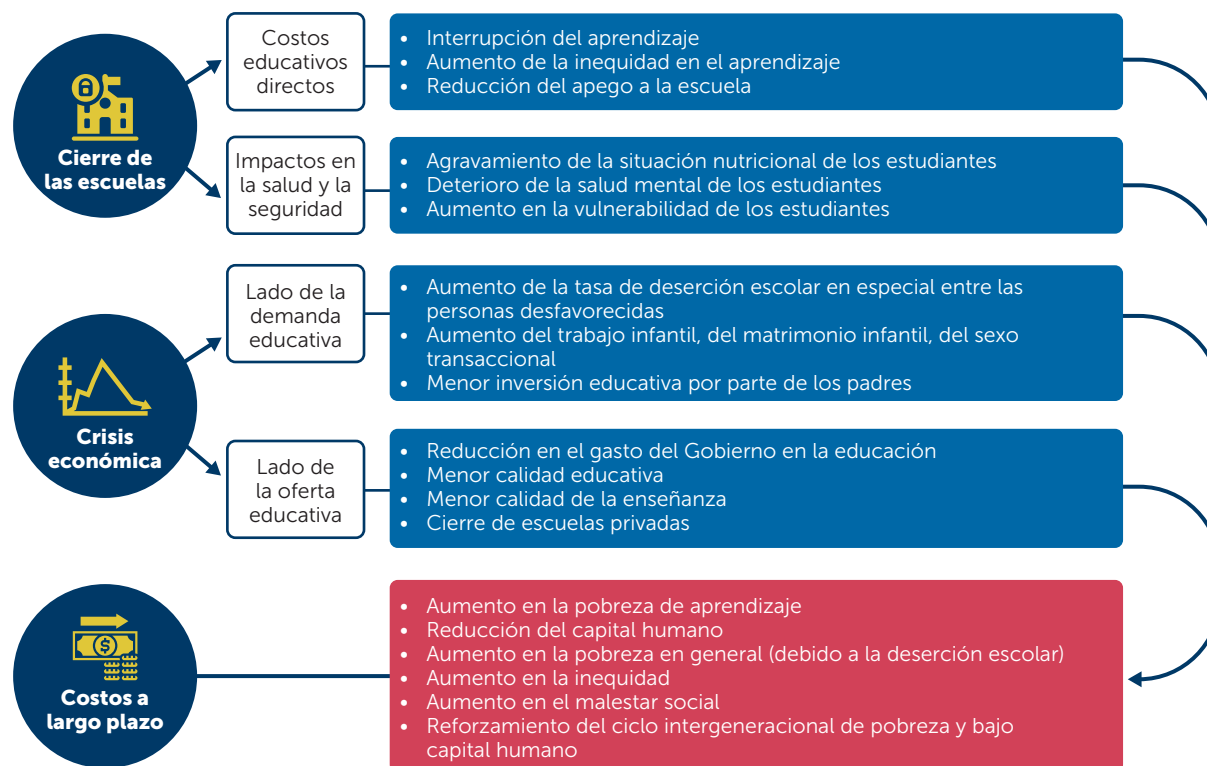 Cierre de
las escuelas
Costos
educativos
directos
• Interrupción del aprendizaje
• Aumento de la inequidad en el aprendizaje
• Reducción del apego a la escuela
Impactos en
la salud y la
seguridad
• Agravamiento de la situación nutricional de los estudiantes
• Deterioro de la salud mental de los estudiantes
• Aumento en la vulnerabilidad de los estudiantes
Crisis
económica
Lado de la
demanda
educativa
• Aumento de la tasa de deserción escolar en especial entre las
personas desfavorecidas
• Aumento del trabajo infantil, del matrimonio infantil, del sexo
transaccional
• Menor inversión educativa por parte de los padres
Lado de
la oferta
educativa
• Reducción en el gasto del Gobierno en la educación
• Menor calidad educativa
• Menor calidad de la enseñanza
• Cierre de escuelas privadas
$
Costos a
largo plazo
• Aumento en la pobreza de aprendizaje
• Reducción del capital humano
• Aumento en la pobreza en general (debido a la deserción escolar)
• Aumento en la inequidad
• Aumento en el malestar social
• Reforzamiento del ciclo intergeneracional de pobreza y bajo
capital humano